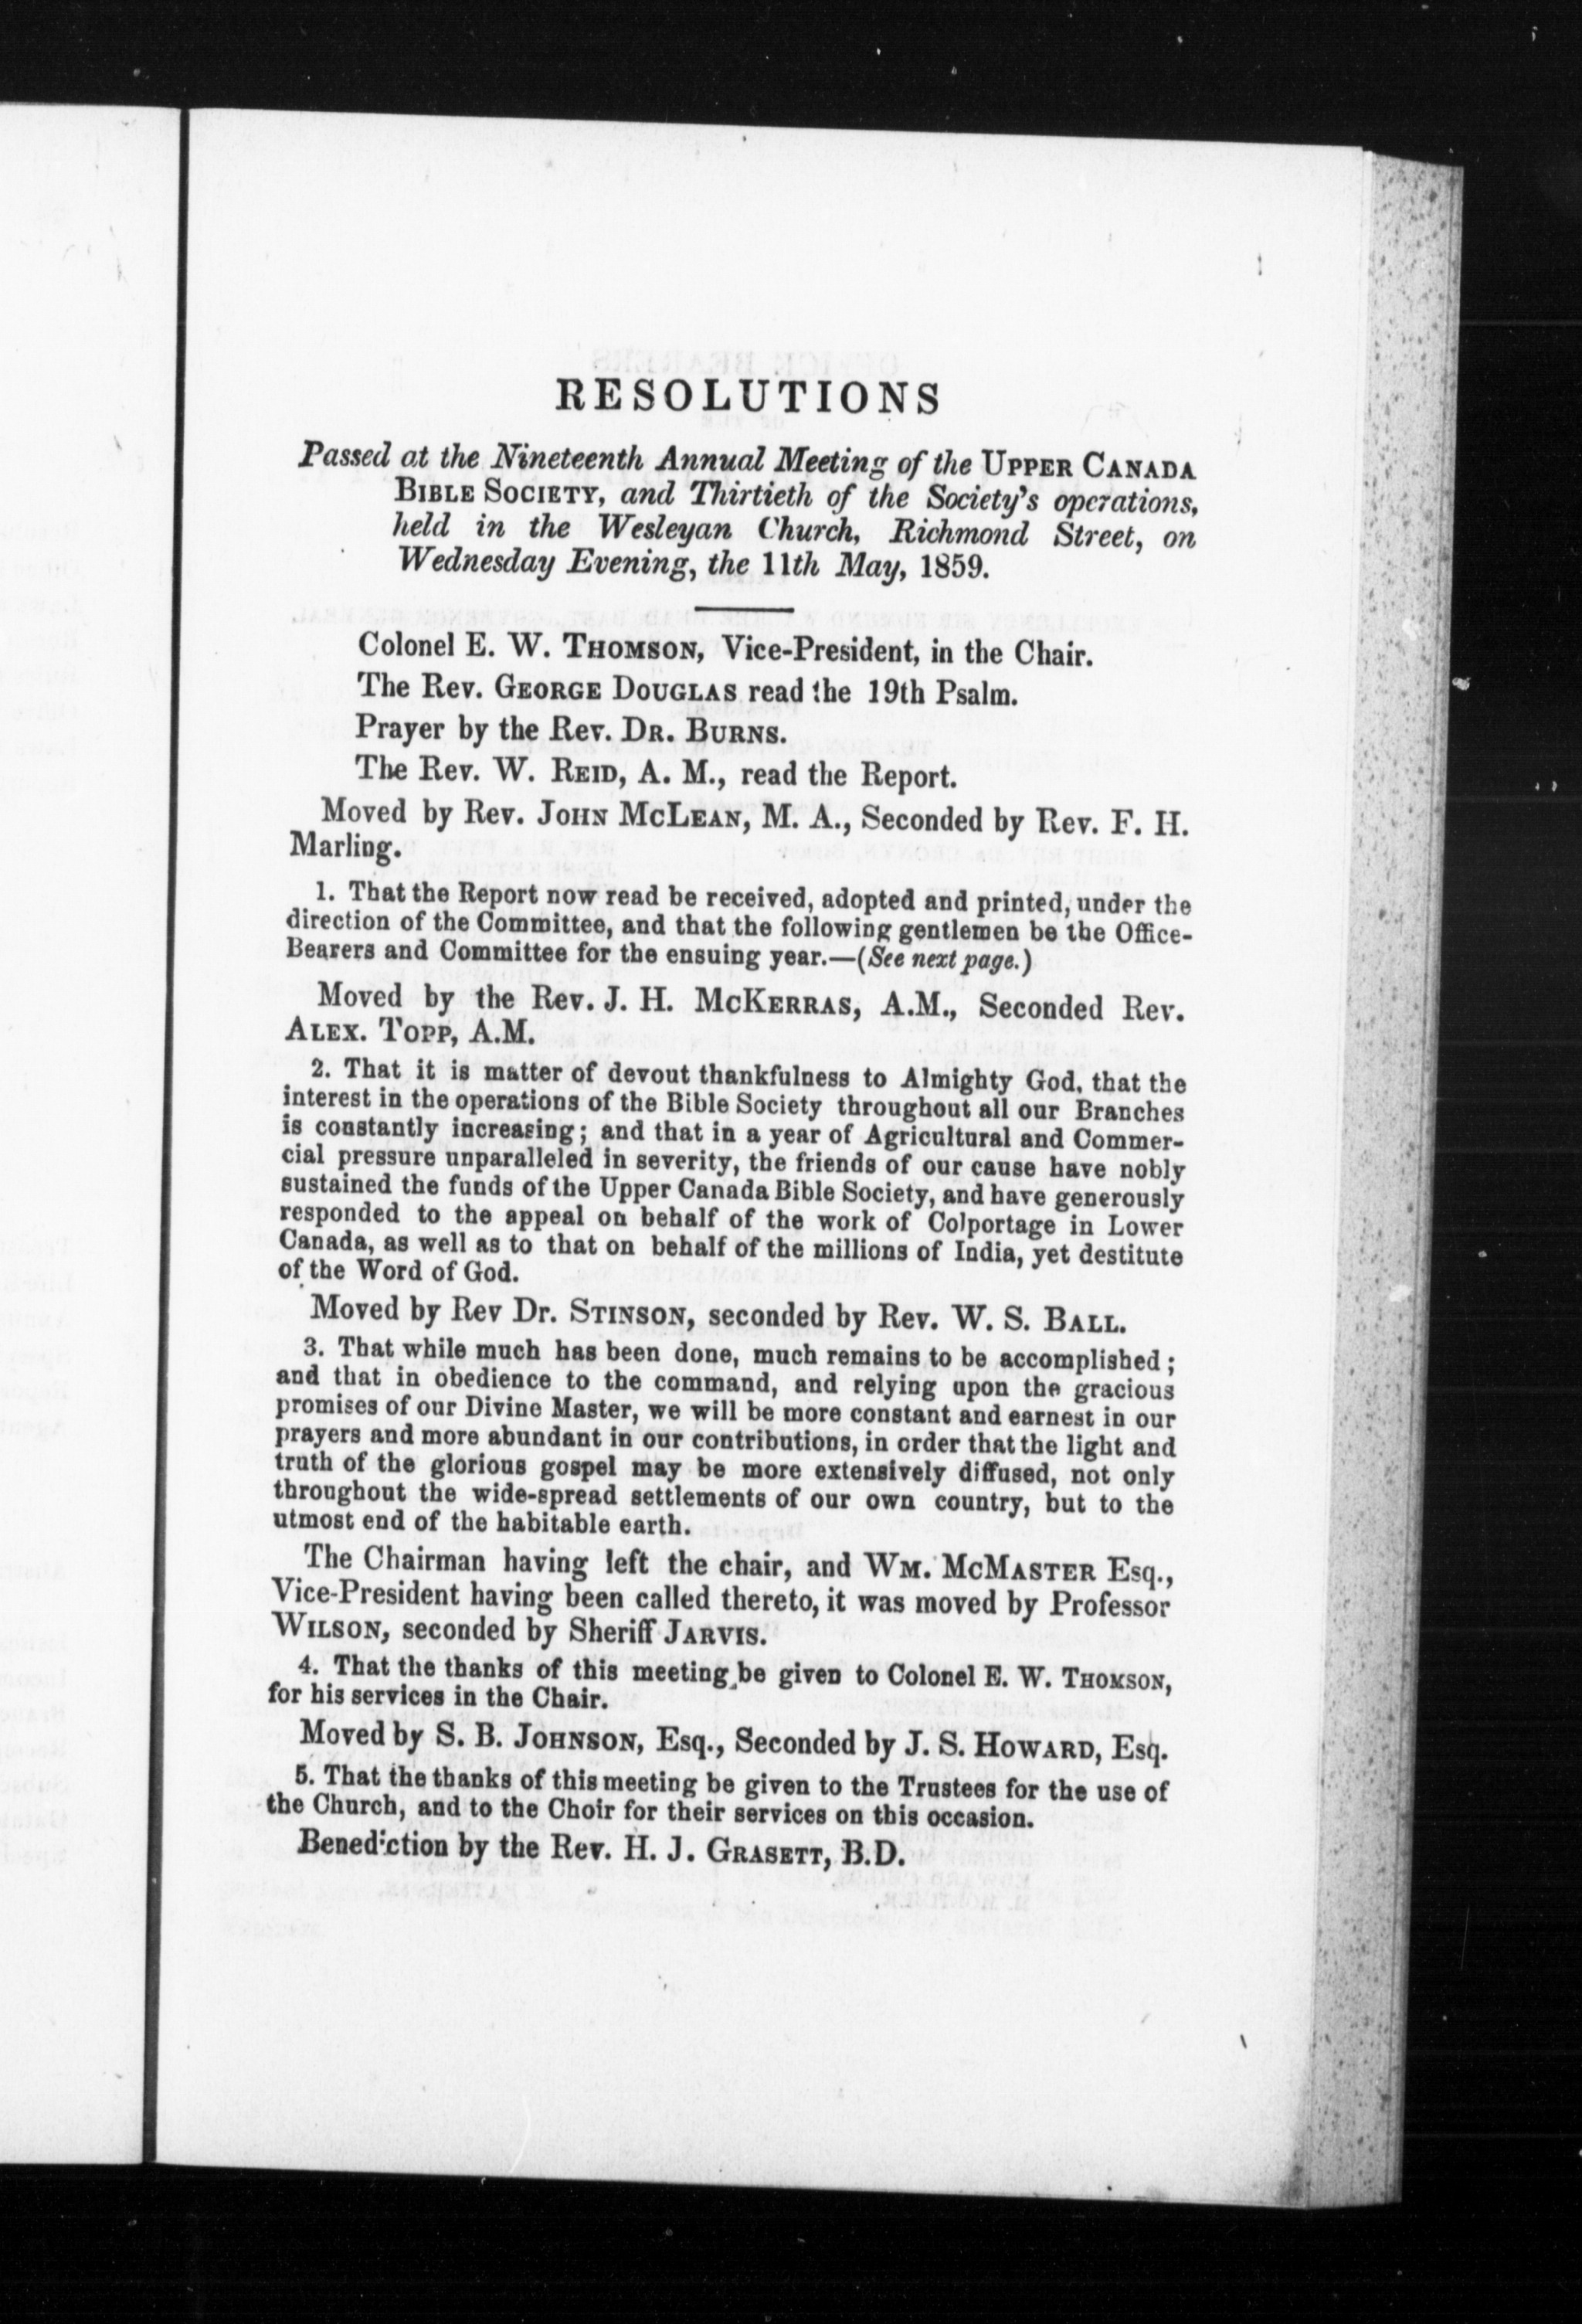 RESOLUTIONS
Passed at the Nineteenth Annual Meeting of the UPPER CANADA
BIBLE SOCIETY, and Thirtieth of the Society's operations,
held in the Wesleyan Church, Richmond Street, on
Wednesday Evening, the 11th May, 1859.
Colonel E. W. THOMSON, Vice-President, in the Chair.
The Rev. GEORGE DOUGLAS read the 19th Psalm.
Prayer by the Rev. DR. BURNS.
The Rev. W. REID, A. M., read the Report.
Moved by Rev. JOHN MCLEAN, M. A., Seconded by Rev. F. H.
Marling.
1. That the Report now read be received, adopted and printed, under the
direction of the Committee, and that the following gentlemen be the Office-
Bearers and Committee for the ensuing year.—(See next page.)
Moved by the Rev. J. H. MCKERRAS, A.M., Seconded Rev.
ALEX. TOPP, A.M.
2. That it is matter of devout thankfulness to Almighty God, that the
interest in the operations of the Bible Society throughout all our Branches
is constantly increasing; and that in a year of Agricultural and Commer-
cial pressure unparalleled in severity, the friends of our cause have nobly
sustained the funds of the Upper Canada Bible Society, and have generously
responded to the appeal on behalf of the work of Colportage in Lower
Canada, as well as to that on behalf of the millions of India, yet destitute
of the Word of God.
Moved by Rev Dr. STINSON, seconded by Rev. W. S. BALL.
3. That while much has been done, much remains to be accomplished;
and that in obedience to the command, and relying upon the gracious
promises of our Divine Master, we will be more constant and earnest in our
prayers and more abundant in our contributions, in order that the light and
truth of the glorious gospel may be more extensively diffused, not only
throughout the wide-spread settlements of our own country, but to the
utmost end of the habitable earth.
The Chairman having left the chair, and WM. MCMASTER Esq.,
Vice-President having been called thereto, it was moved by Professor
WILSON, seconded by Sheriff JARVIS.
4. That the thanks of this meeting be given to Colonel E. W. THOMSON,
for his services in the Chair.
Moved by S. B. JOHNSON, Esq., Seconded by J. S. HOWARD, Esq.
5. That the thanks of this meeting be given to the Trustees for the use of
the Church, and to the Choir for their services on this occasion.
Benediction by the Rev. H. J. GRASETT, B.D.